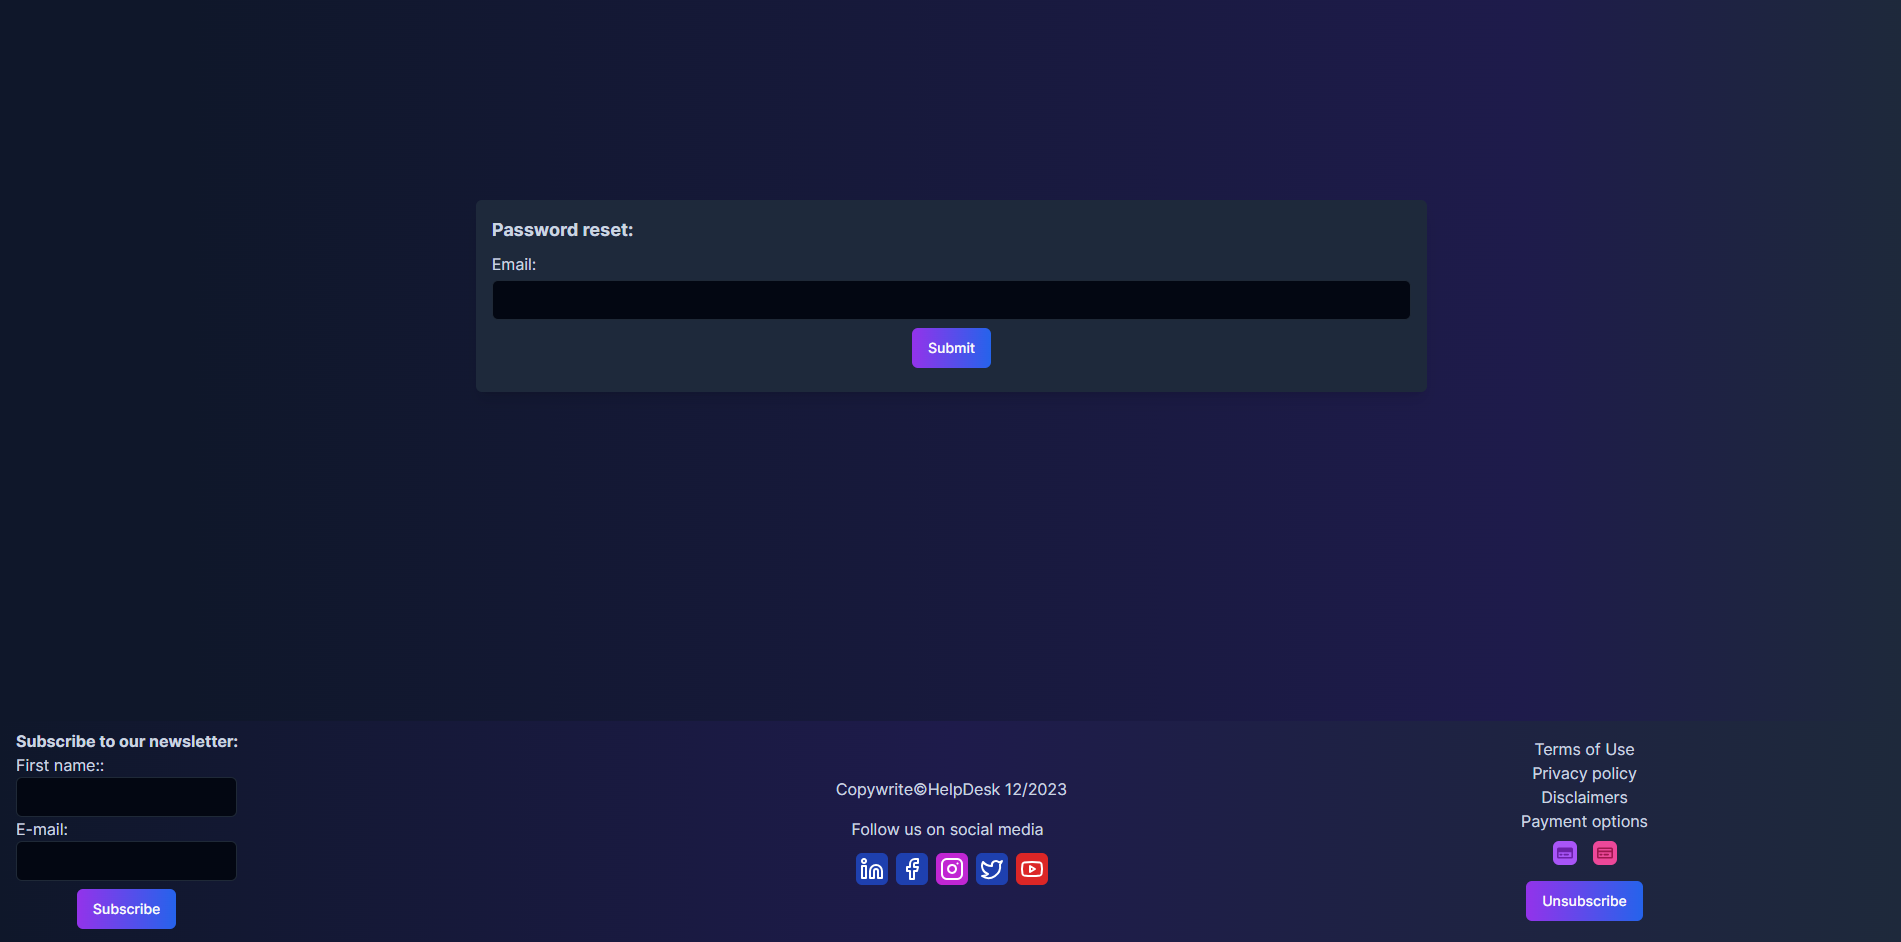 Password reset:
Email:
Submit
Subscribe to our newsletter:
First name::
E-mail:
Subscribe
Copywrite©HelpDesk 12/2023
Follow us on social media
Terms of Use
Privacy policy
Disclaimers
Payment options
Unsubscribe